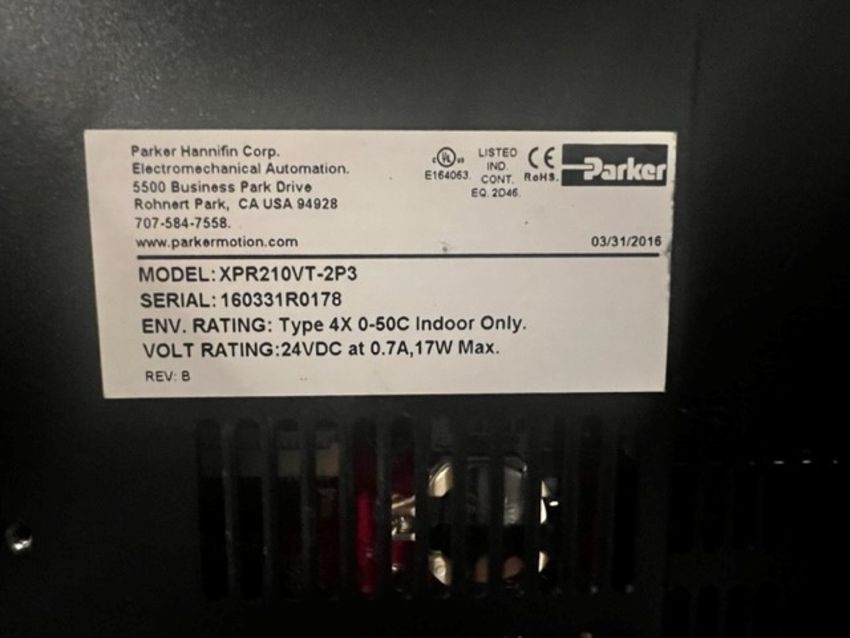 Parker Hannifin Corp.
Electromechanical Automation.
5500 Business Park Drive
Rohnert Park, CA USA 94928
707-584-7558.
www.parkermotion.com
c UL us
E164063.
LISTED
IND.
CONT.
EQ. 2D46.
CE
RoHS.
Parker
03/31/2016
MODEL: XPR210VT-2P3
SERIAL: 160331R0178
ENV. RATING: Type 4X 0-50C Indoor Only.
VOLT RATING:24VDC at 0.7A,17W Max.
REV: B